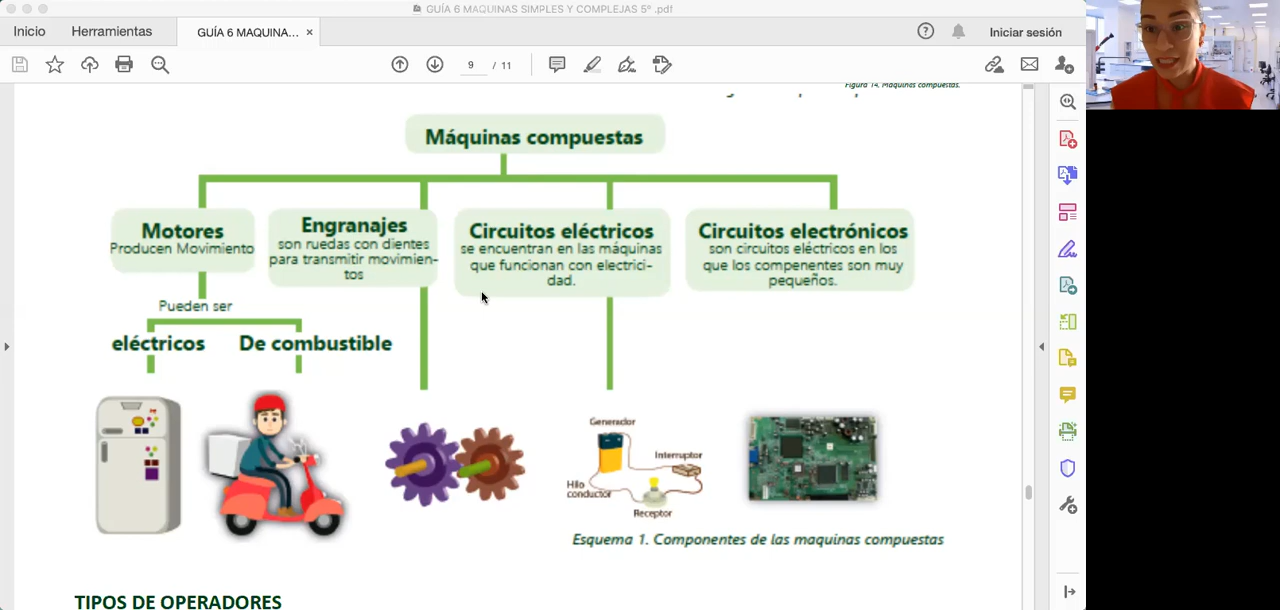 GUÍA 6 MAQUINAS SIMPLES Y COMPLEJAS 5° .pdf
Inicio
Herramientas
GUÍA 6 MAQUINA... ×
Iniciar sesión
9 / 11
Figura 14. Maquinas compuestas.
Máquinas compuestas
Motores
Producen Movimiento
Engranajes
son ruedas con dientes
para transmitir movimien-
tos
Circuitos eléctricos
se encuentran en las máquinas
que funcionan con electrici-
dad.
Circuitos electrónicos
son circuitos eléctricos en los
que los compenentes son muy
pequeños.
Pueden ser
eléctricos
De combustible
Generador
Interruptor
Hilo
conductor
Receptor
Esquema 1. Componentes de las maquinas compuestas
TIPOS DE OPERADORES